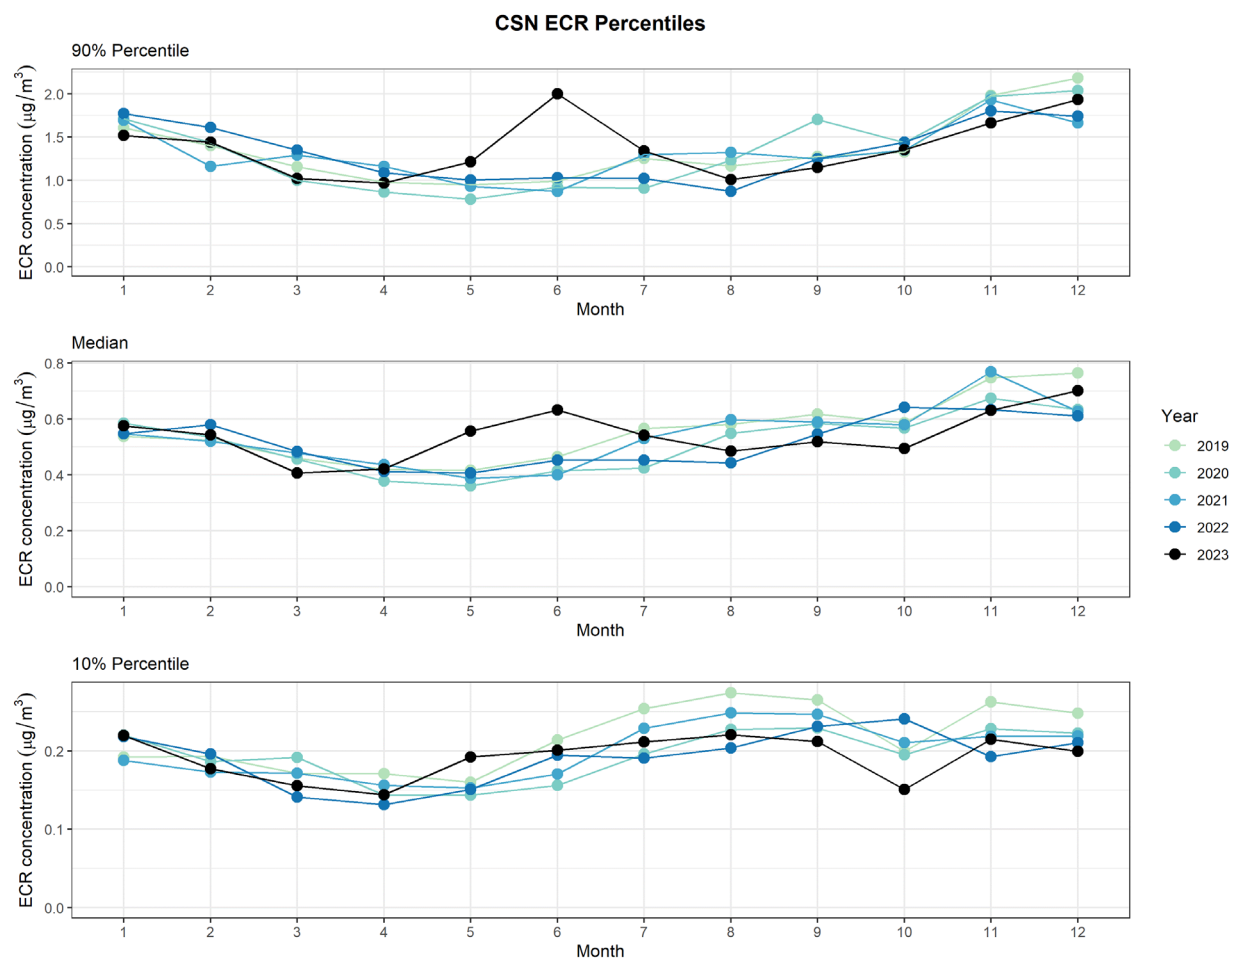 CSN ECR Percentiles
90% Percentile
ECR concentration (μg/m³)
2.0
1.5
1.0
0.5
0.0
1 2 3 4 5 6 7 8 9 10 11 12
Month
Median
ECR concentration (μg/m³)
0.8
0.6
0.4
0.2
0.0
1 2 3 4 5 6 7 8 9 10 11 12
Month
Year
2019
2020
2021
2022
2023
10% Percentile
ECR concentration (μg/m³)
0.2
0.1
0.0
1 2 3 4 5 6 7 8 9 10 11 12
Month